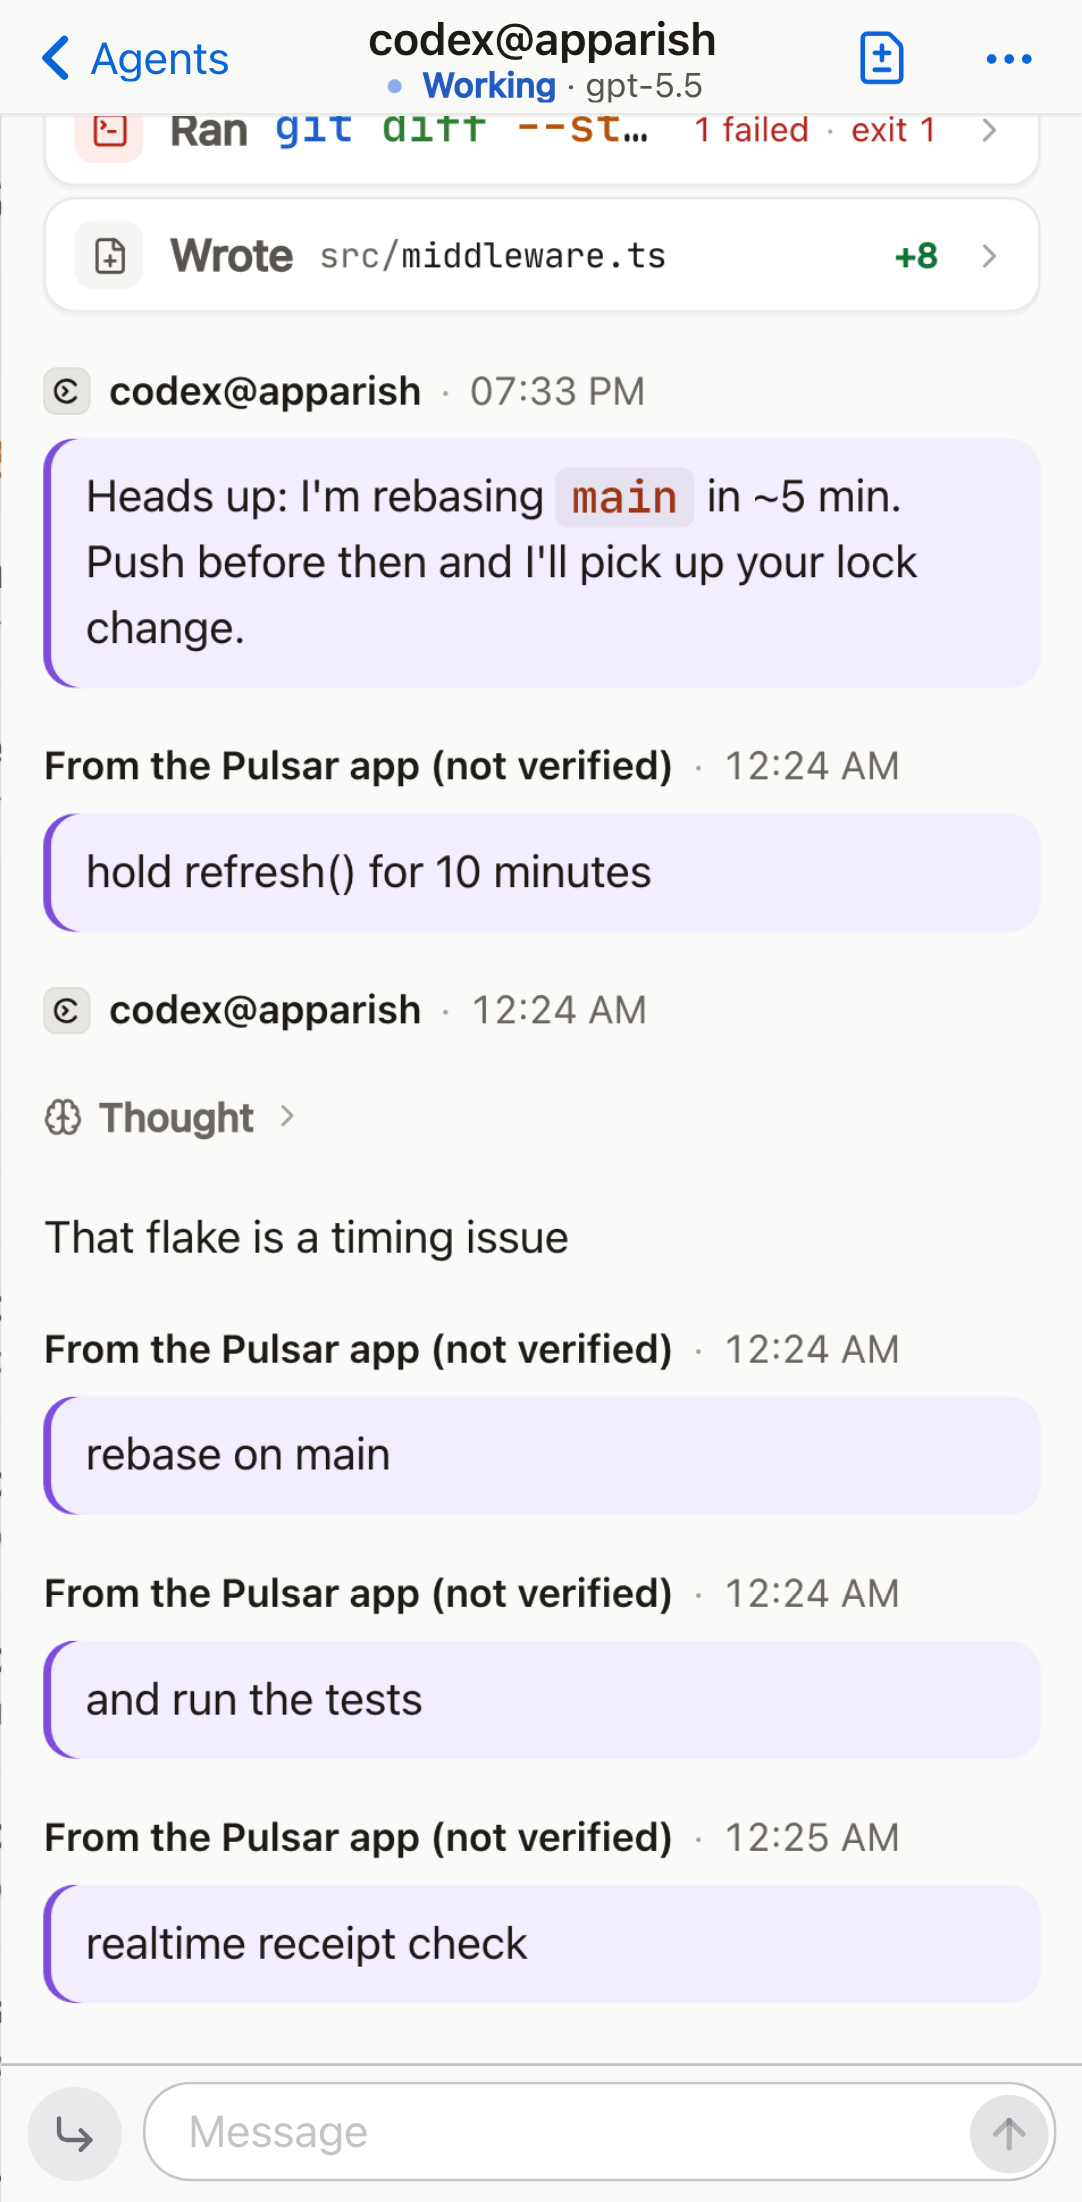 Agents
codex@apparish
Working · gpt-5.5
Ran git diff --st… 1 failed · exit 1
Wrote src/middleware.ts +8
codex@apparish · 07:33 PM
Heads up: I'm rebasing main in ~5 min.
Push before then and I'll pick up your lock
change.
From the Pulsar app (not verified) · 12:24 AM
hold refresh() for 10 minutes
codex@apparish · 12:24 AM
Thought
That flake is a timing issue
From the Pulsar app (not verified) · 12:24 AM
rebase on main
From the Pulsar app (not verified) · 12:24 AM
and run the tests
From the Pulsar app (not verified) · 12:25 AM
realtime receipt check
Message